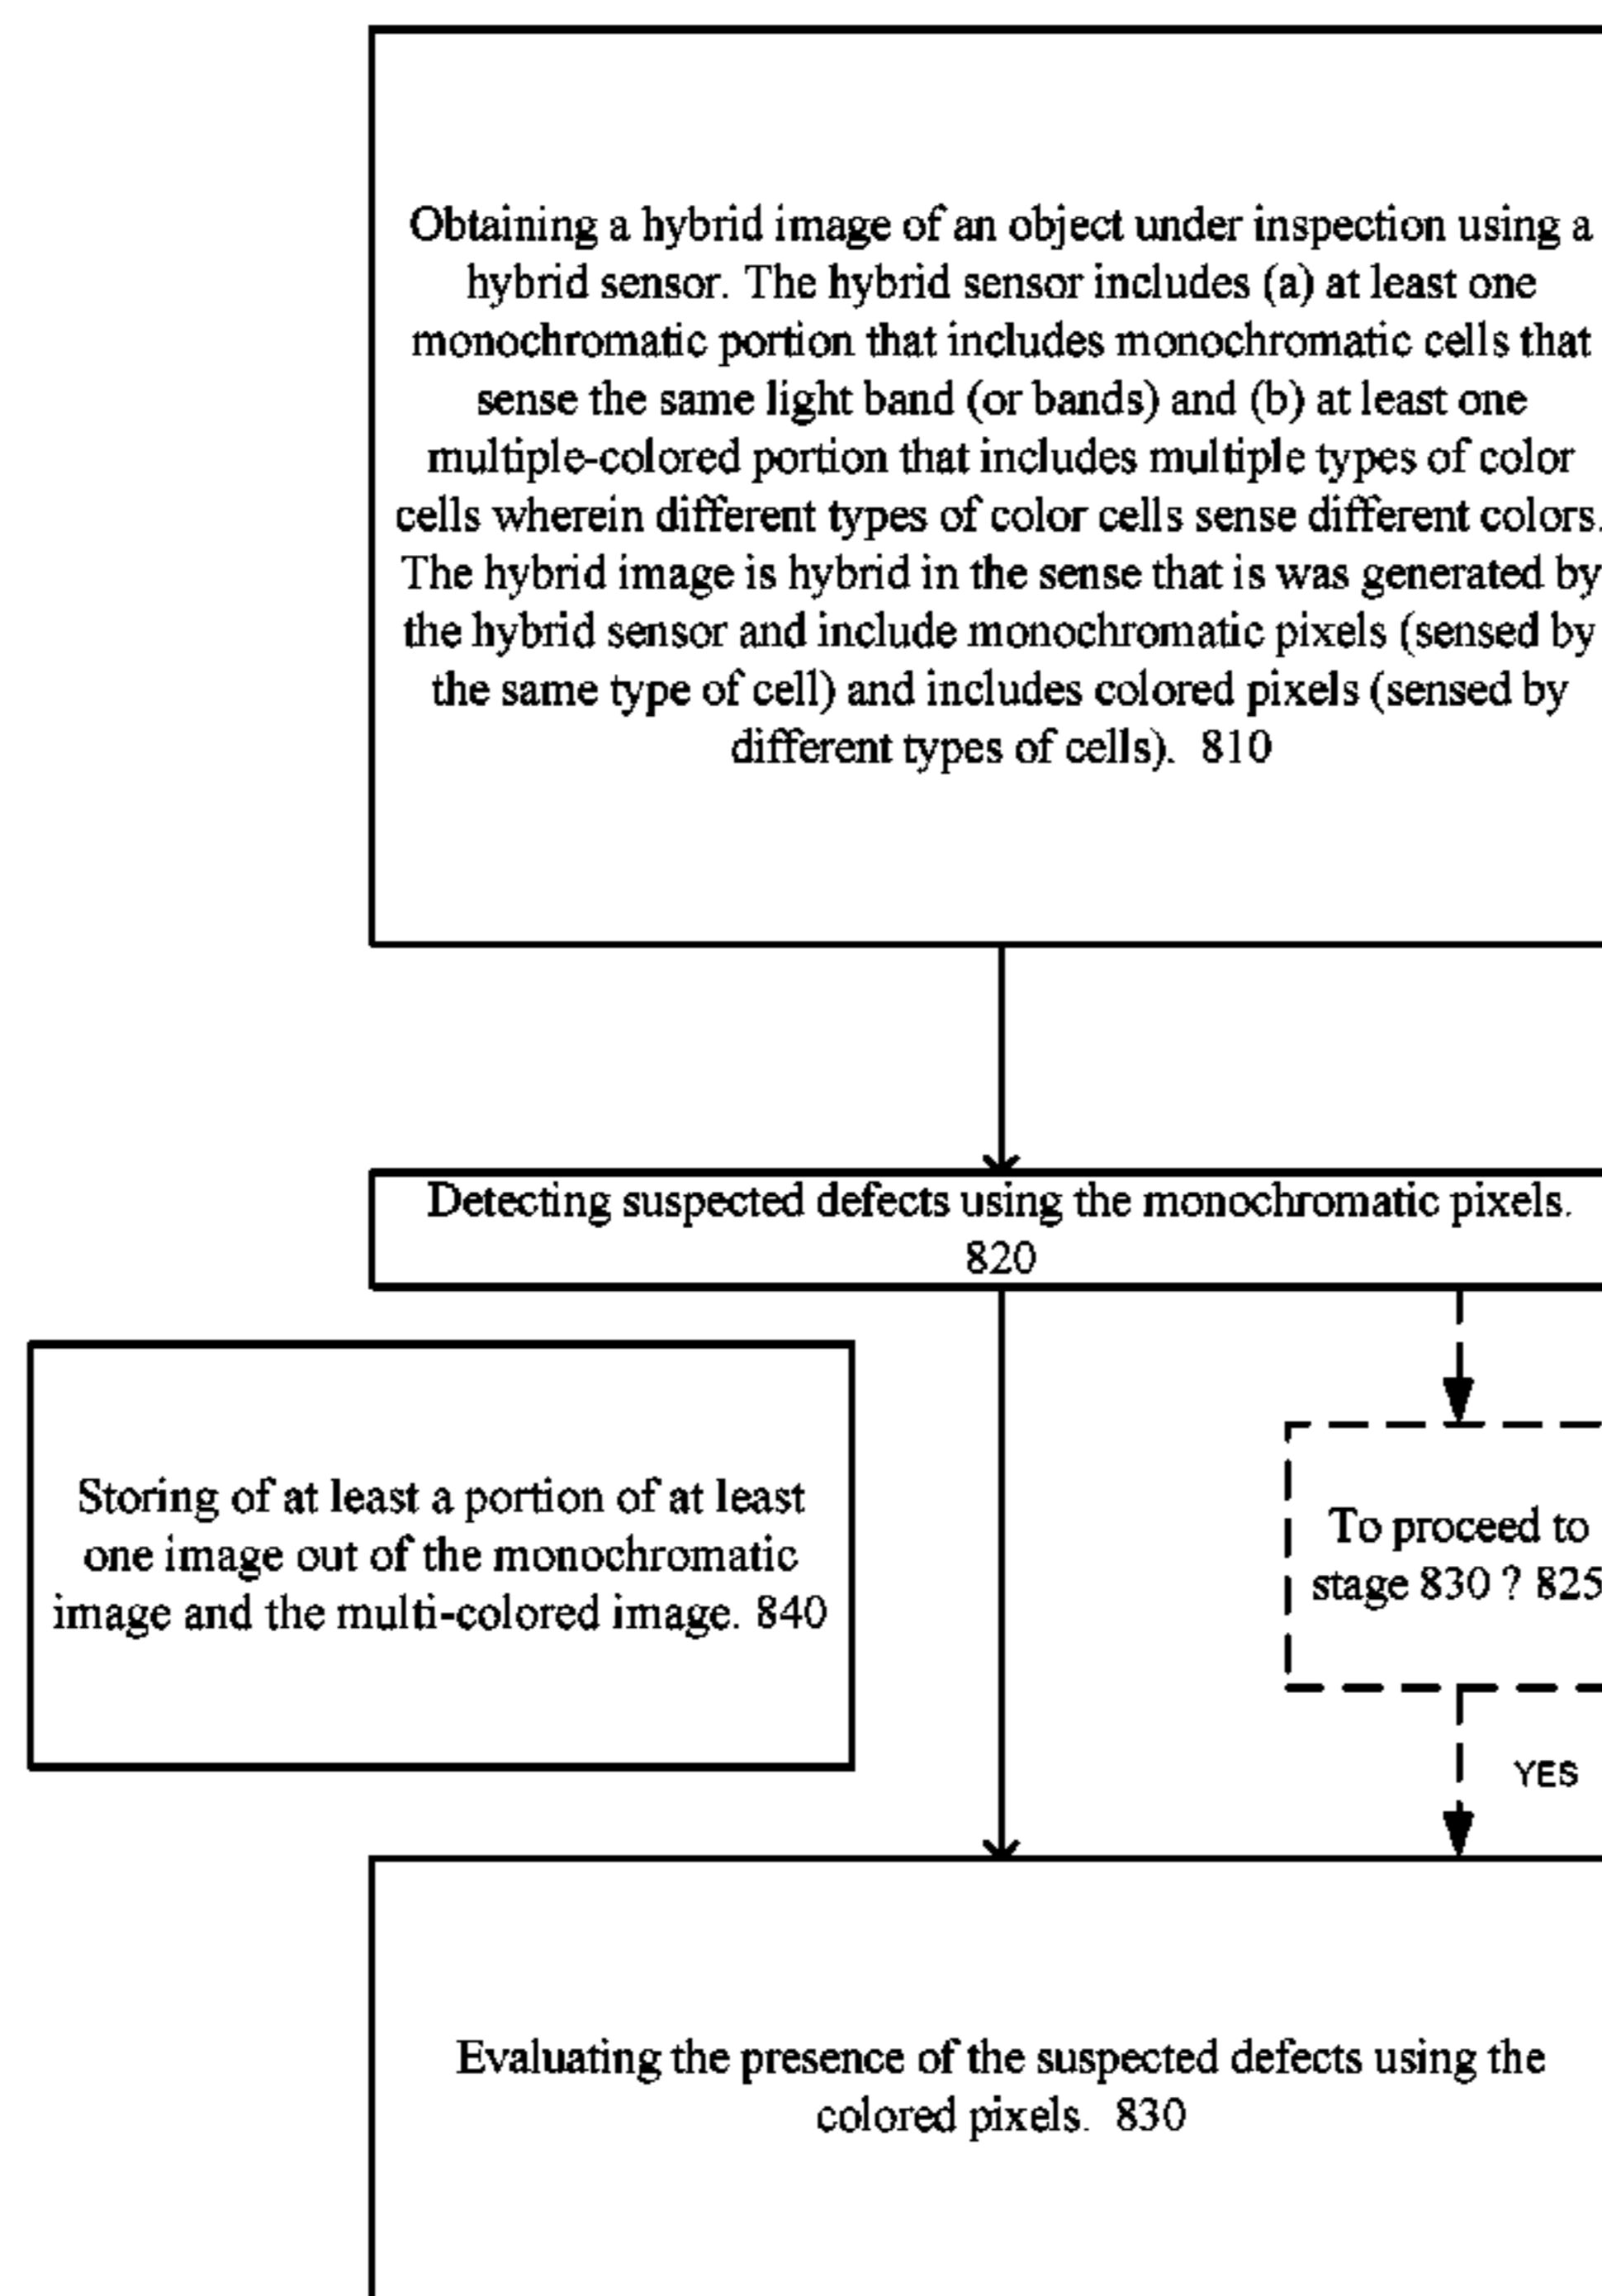 Obtaining a hybrid image of an object under inspection using a
hybrid sensor. The hybrid sensor includes (a) at least one
monochromatic portion that includes monochromatic cells that
sense the same light band (or bands) and (b) at least one
multiple-colored portion that includes multiple types of color
cells wherein different types of color cells sense different colors.
The hybrid image is hybrid in the sense that is was generated by
the hybrid sensor and include monochromatic pixels (sensed by
the same type of cell) and includes colored pixels (sensed by
different types of cells). 810
Detecting suspected defects using the monochromatic pixels.
820
Storing of at least a portion of at least
one image out of the monochromatic
image and the multi-colored image. 840
To proceed to
stage 830 ? 825
YES
Evaluating the presence of the suspected defects using the
colored pixels. 830